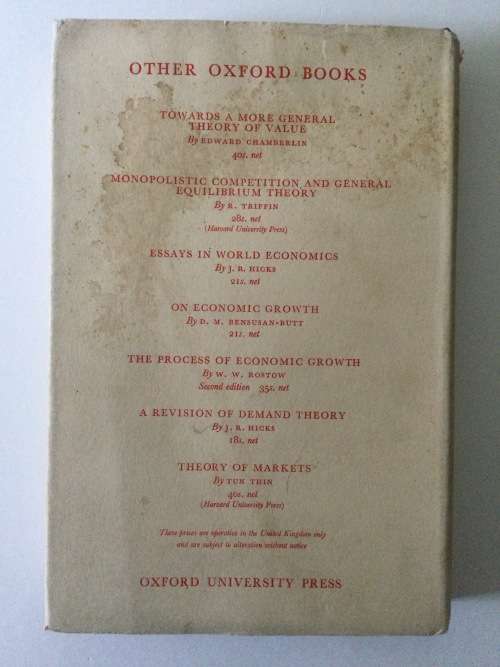 OTHER OXFORD BOOKS
TOWARDS A MORE GENERAL
THEORY OF VALUE
By EDWARD CHAMBERLIN
40s. net
MONOPOLISTIC COMPETITION AND GENERAL
EQUILIBRIUM THEORY
By R. TRIFFIN
28s. net
(Harvard University Press)
ESSAYS IN WORLD ECONOMICS
By J. R. HICKS
21s. net
ON ECONOMIC GROWTH
By D. M. BENSUSAN-BUTT
21s. net
THE PROCESS OF ECONOMIC GROWTH
By W. W. ROSTOW
Second edition 35s. net
A REVISION OF DEMAND THEORY
By J. R. HICKS
18s. net
THEORY OF MARKETS
By TUN THIN
40s. net
(Harvard University Press)
These prices are operative in the United Kingdom only
and are subject to alteration without notice
OXFORD UNIVERSITY PRESS